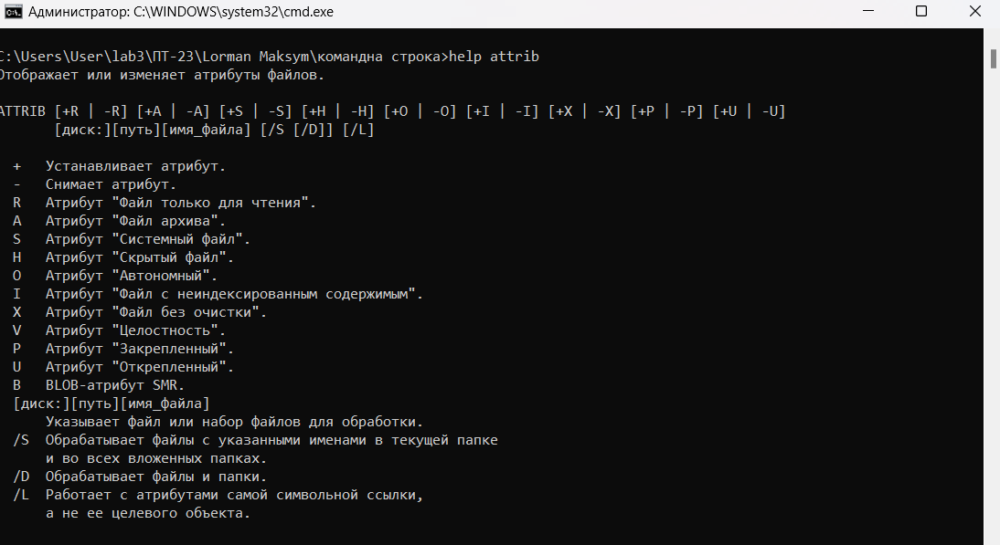 Администратор: C:\WINDOWS\system32\cmd.exe
C:\Users\User\lab3\ПТ-23\Lorman Maksym\командна строка>help attrib
Отображает или изменяет атрибуты файлов.
ATTRIB [+R | -R] [+A | -A] [+S | -S] [+H | -H] [+O | -O] [+I | -I] [+X | -X] [+P | -P] [+U | -U]
[диск:][путь][имя_файла] [/S [/D]] [/L]
+ Устанавливает атрибут.
- Снимает атрибут.
R Атрибут "Файл только для чтения".
A Атрибут "Файл архива".
S Атрибут "Системный файл".
H Атрибут "Скрытый файл".
O Атрибут "Автономный".
I Атрибут "Файл с неиндексированным содержимым".
X Атрибут "Файл без очистки".
V Атрибут "Целостность".
P Атрибут "Закрепленный".
U Атрибут "Открепленный".
B BLOB-атрибут SMR.
[диск:][путь][имя_файла]
Указывает файл или набор файлов для обработки.
/S Обрабатывает файлы с указанными именами в текущей папке
и во всех вложенных папках.
/D Обрабатывает файлы и папки.
/L Работает с атрибутами самой символьной ссылки,
а не ее целевого объекта.